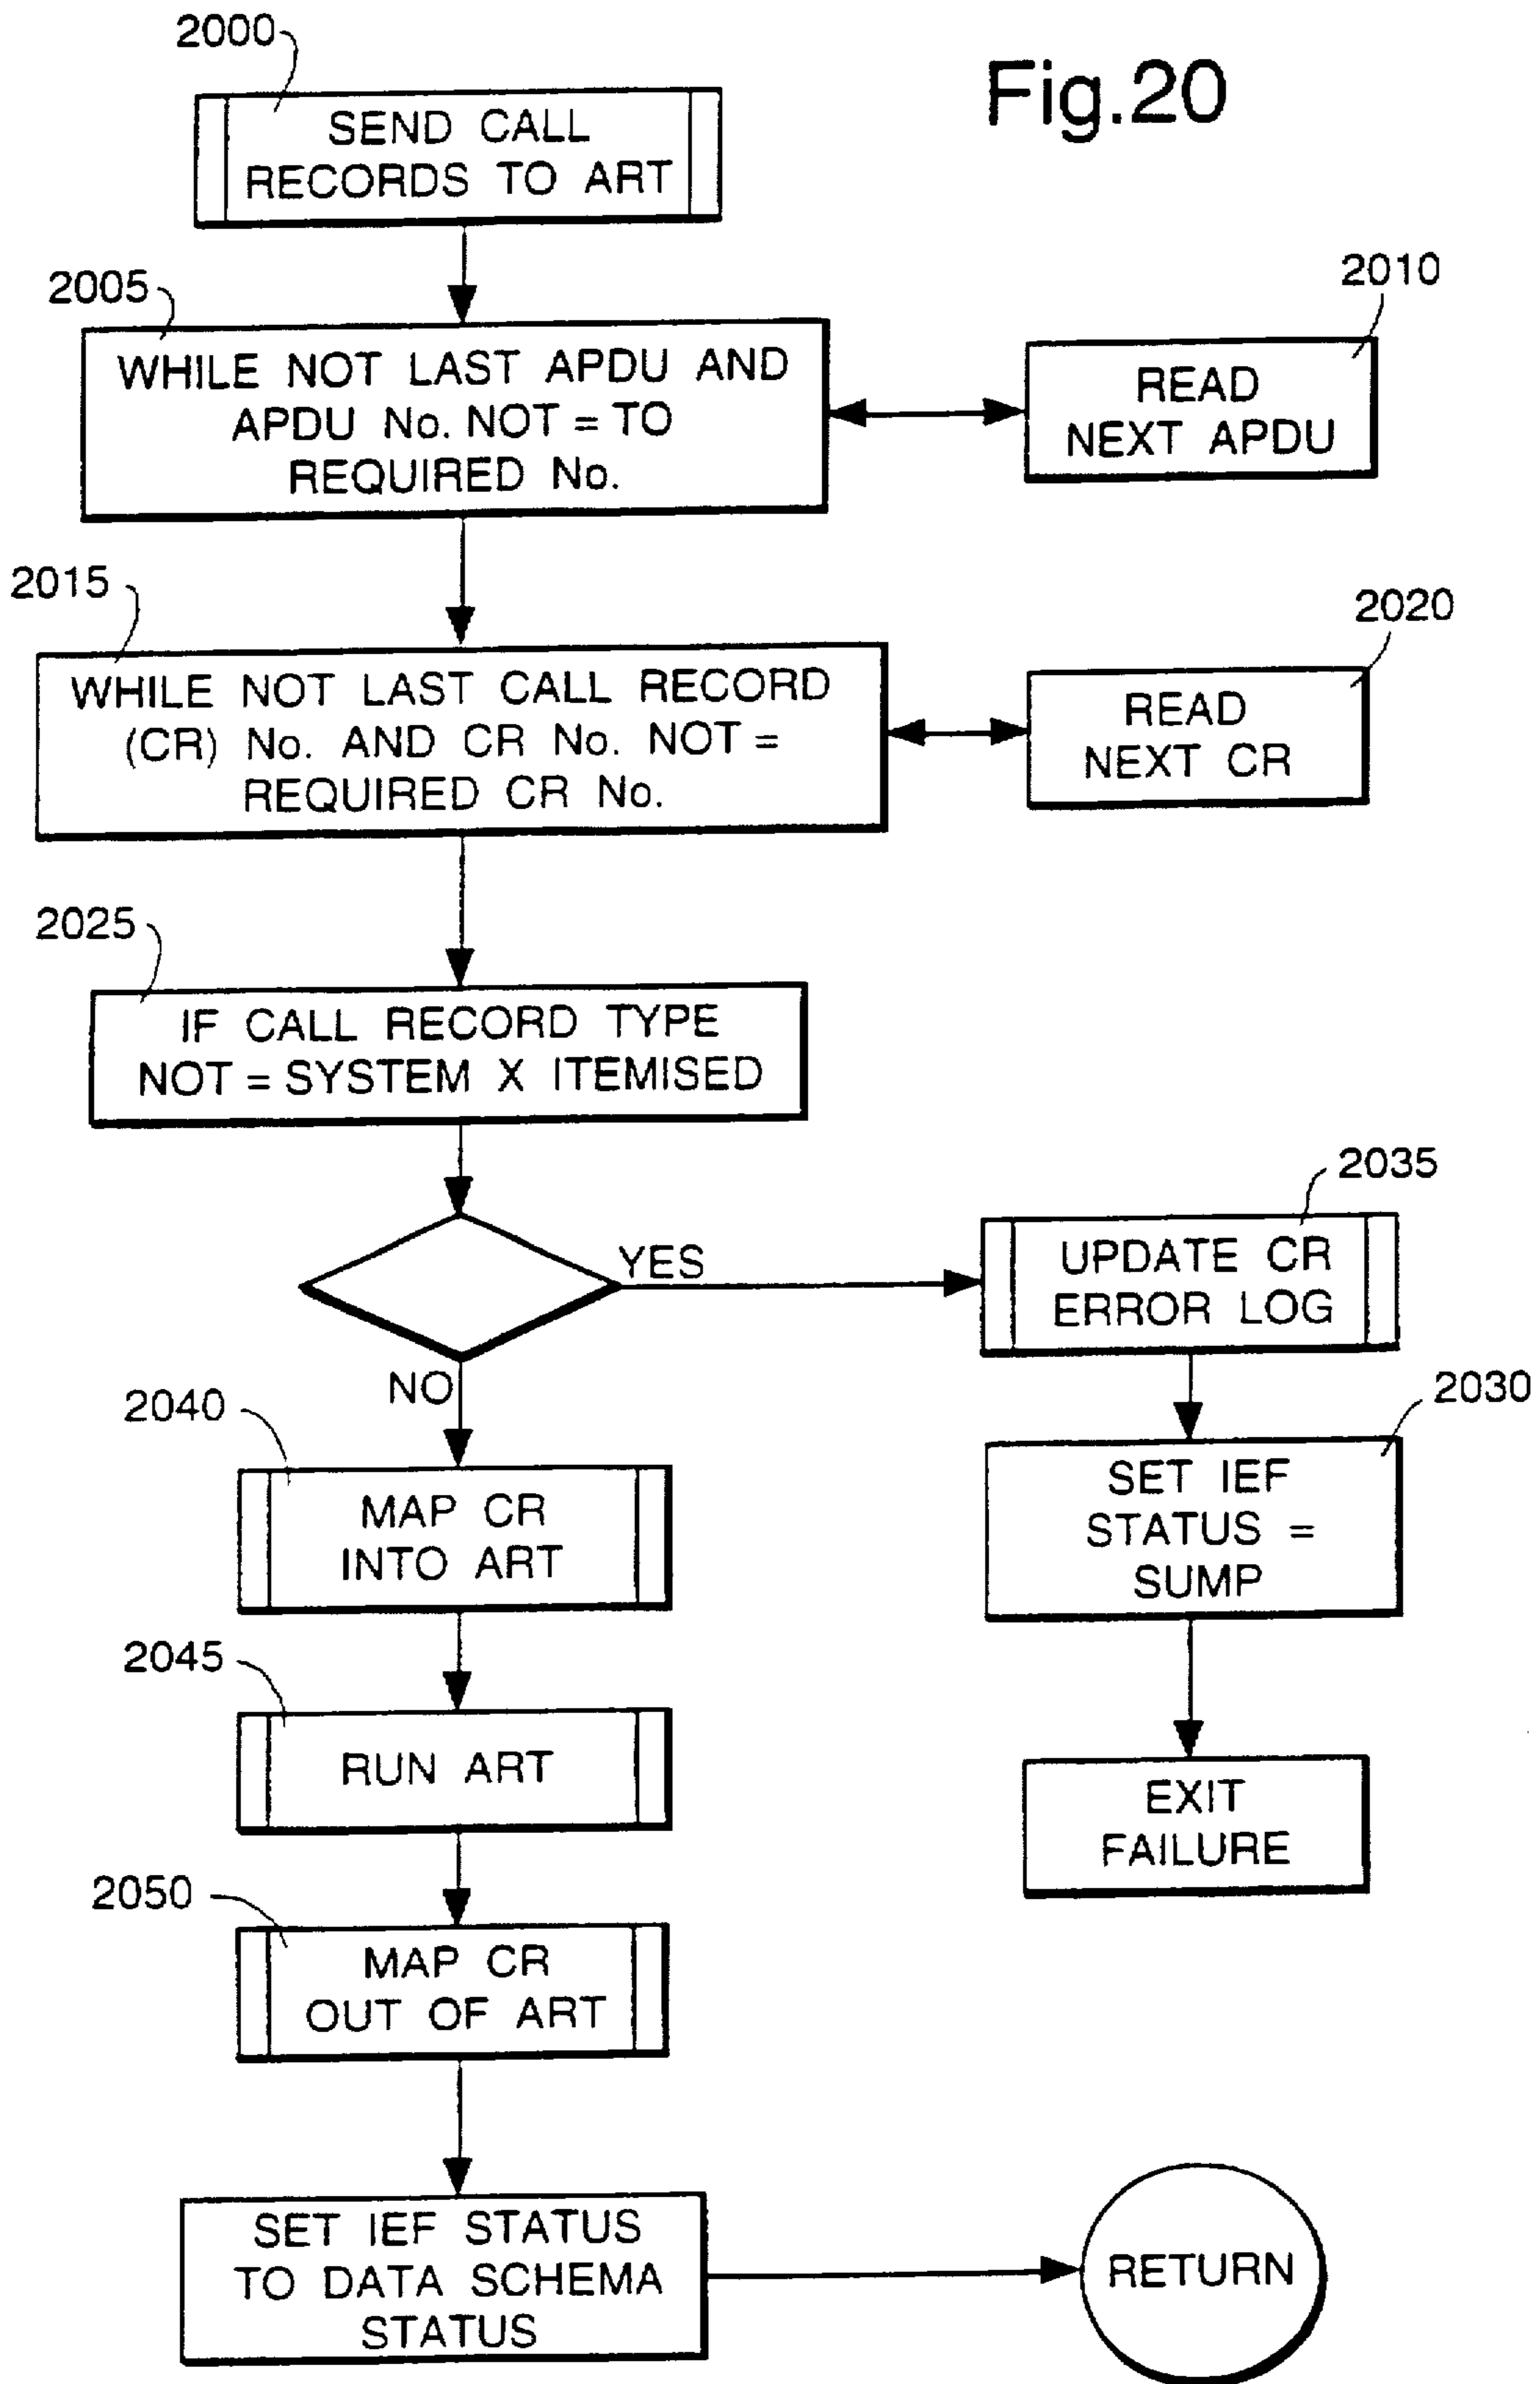 2000
Fig.20
SEND CALL
RECORDS TO ART
2005
WHILE NOT LAST APDU AND
APDU No. NOT = TO
REQUIRED No.
2010
READ
NEXT APDU
2015
WHILE NOT LAST CALL RECORD
(CR) No. AND CR No. NOT =
REQUIRED CR No.
2020
READ
NEXT CR
2025
IF CALL RECORD TYPE
NOT = SYSTEM X ITEMISED
YES
2035
UPDATE CR
ERROR LOG
NO
2030
SET IEF
STATUS =
SUMP
EXIT
FAILURE
2040
MAP CR
INTO ART
2045
RUN ART
2050
MAP CR
OUT OF ART
SET IEF STATUS
TO DATA SCHEMA
STATUS
RETURN